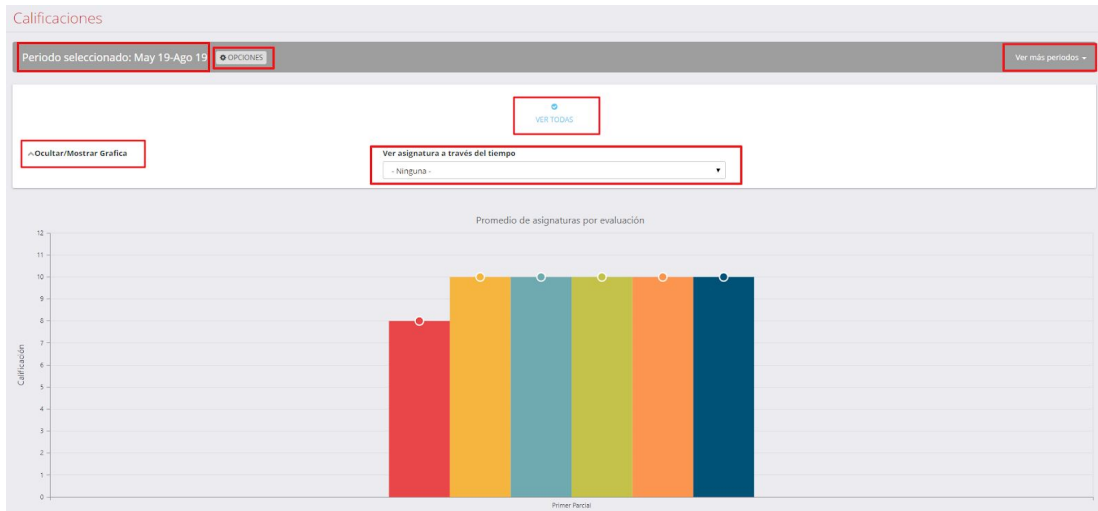 Calificaciones
Periodo seleccionado: May 19-Ago 19 OPCIONES Ver más periodos
VER TODAS
Ocultar/Mostrar Grafica
Ver asignatura a través del tiempo
- Ninguna -
Promedio de asignaturas por evaluación
12
11
10
9
8
7
6
5
4
3
2
1
0
Calificación
Primer Parcial